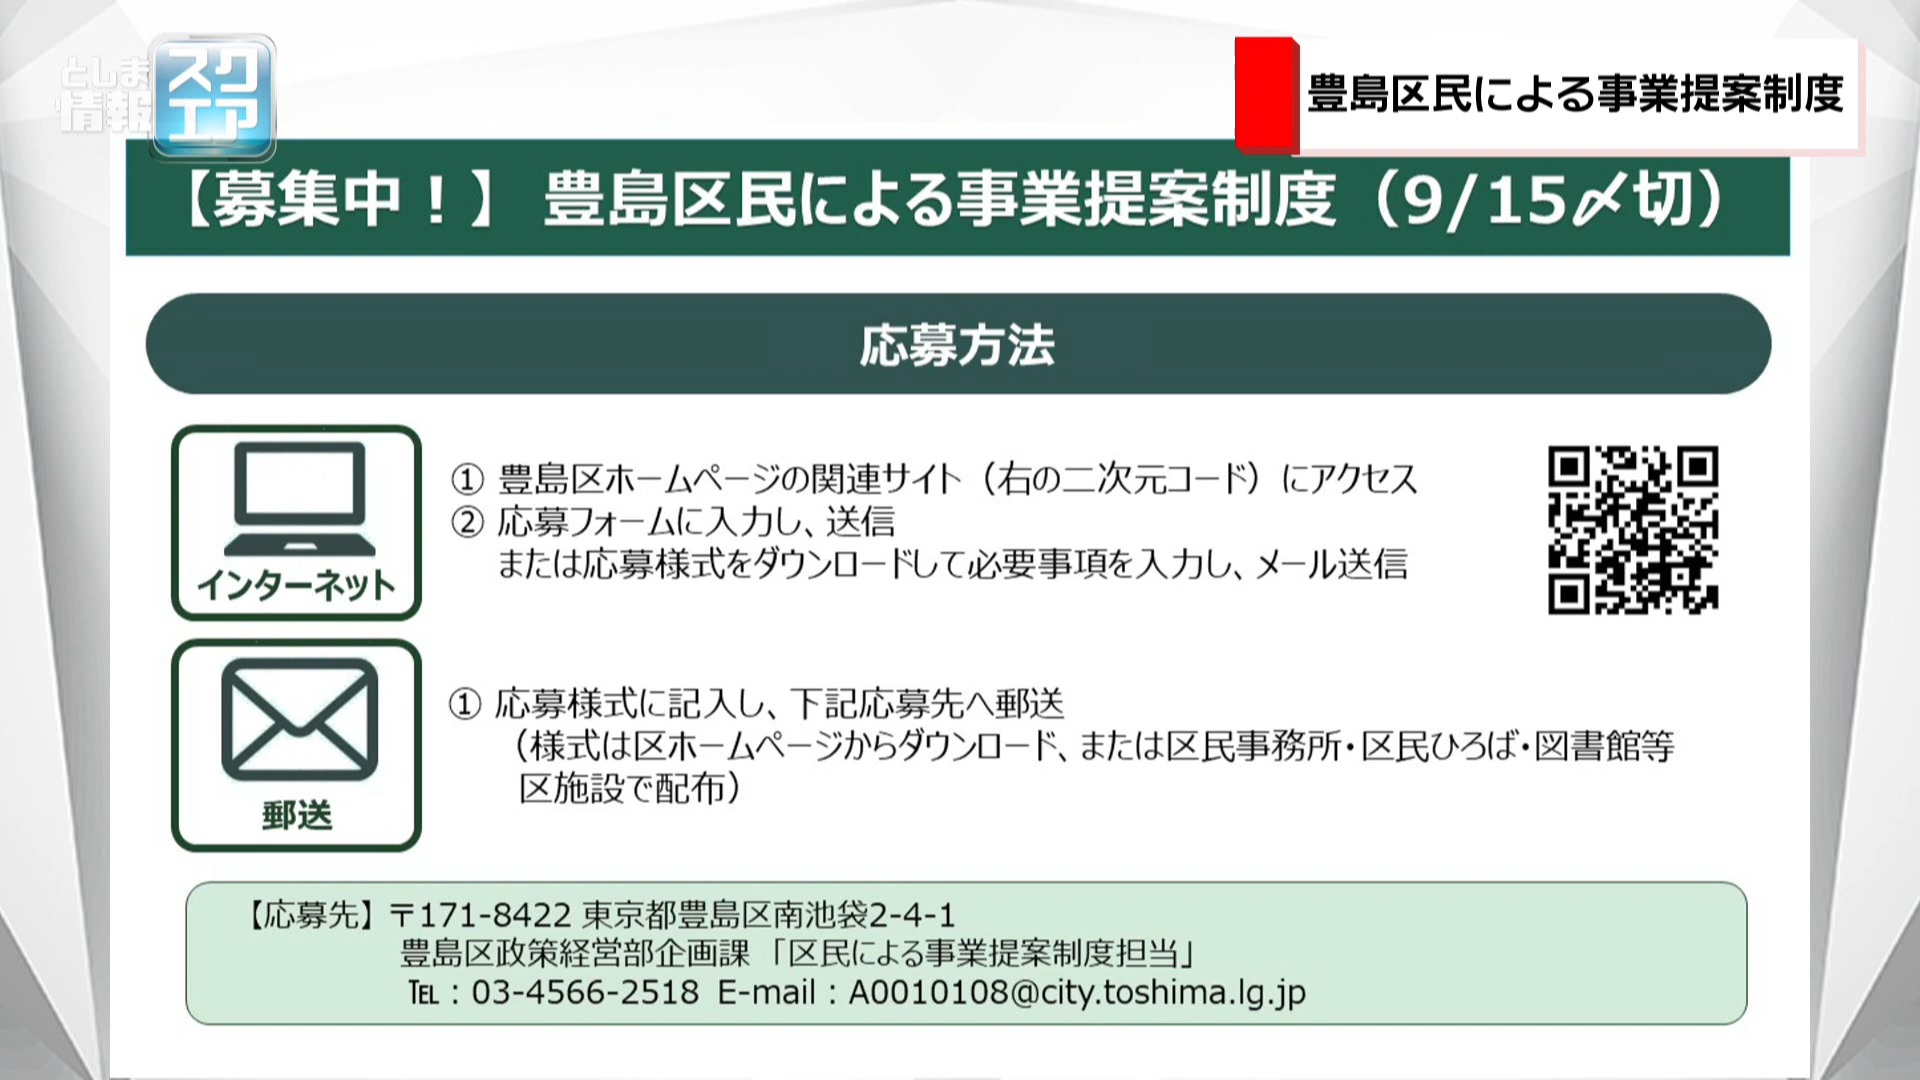 としま
情報
スク
エア
豊島区民による事業提案制度
【募集中！】 豊島区民による事業提案制度（9/15〆切）
応募方法
インターネット
① 豊島区ホームページの関連サイト（右の二次元コード）にアクセス
② 応募フォームに入力し、送信
または応募様式をダウンロードして必要事項を入力し、メール送信
郵送
① 応募様式に記入し、下記応募先へ郵送
（様式は区ホームページからダウンロード、または区民事務所・区民ひろば・図書館等
区施設で配布）
【応募先】〒171-8422 東京都豊島区南池袋2-4-1
豊島区政策経営部企画課「区民による事業提案制度担当」
℡：03-4566-2518 E-mail：A0010108@city.toshima.lg.jp